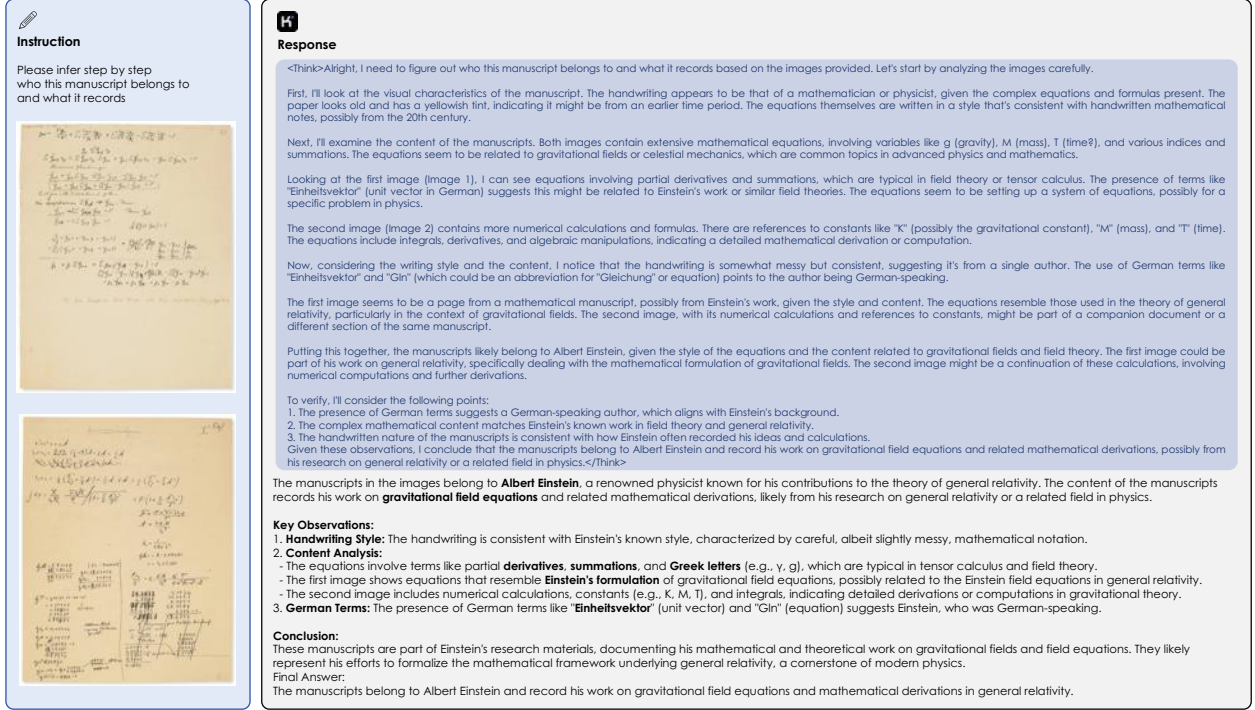 Instruction
Please infer step by step
who this manuscript belongs to
and what it records
K
Response
<Think>Alright, I need to figure out who this manuscript belongs to and what it records based on the images provided. Let's start by analyzing the images carefully.
First, I'll look at the visual characteristics of the manuscript. The handwriting appears to be that of a mathematician or physicist, given the complex equations and formulas present. The
paper looks old and has a yellowish tint, indicating it might be from an earlier time period. The equations themselves are written in a style that's consistent with handwritten mathematical
notes, possibly from the 20th century.
Next, I'll examine the content of the manuscripts. Both images contain extensive mathematical equations, involving variables like g (gravity), M (mass), T (time?), and various indices and
summations. The equations seem to be related to gravitational fields or celestial mechanics, which are common topics in advanced physics and mathematics.
Looking at the first image (Image 1), I can see equations involving partial derivatives and summations, which are typical in field theory or tensor calculus. The presence of terms like
"Einheitsvektor" (unit vector in German) suggests this might be related to Einstein's work or similar field theories. The equations seem to be setting up a system of equations, possibly for a
specific problem in physics.
The second image (Image 2) contains more numerical calculations and formulas. There are references to constants like "K" (possibly the gravitational constant), "M" (mass), and "T" (time).
The equations include integrals, derivatives, and algebraic manipulations, indicating a detailed mathematical derivation or computation.
Now, considering the writing style and the content, I notice that the handwriting is somewhat messy but consistent, suggesting it's from a single author. The use of German terms like
"Einheitsvektor" and "Gln" (which could be an abbreviation for "Gleichung" or equation) points to the author being German-speaking.
The first image seems to be a page from a mathematical manuscript, possibly from Einstein's work, given the style and content. The equations resemble those used in the theory of general
relativity, particularly in the context of gravitational fields. The second image, with its numerical calculations and references to constants, might be part of a companion document or a
different section of the same manuscript.
Putting this together, the manuscripts likely belong to Albert Einstein, given the style of the equations and the content related to gravitational fields and field theory. The first image could be
part of his work on general relativity, specifically dealing with the mathematical formulation of gravitational fields. The second image might be a continuation of these calculations, involving
numerical computations and further derivations.
To verify, I'll consider the following points:
1. The presence of German terms suggests a German-speaking author, which aligns with Einstein's background.
2. The complex mathematical content matches Einstein's known work in field theory and general relativity.
3. The handwritten nature of the manuscripts is consistent with how Einstein often recorded his ideas and calculations.
Given these observations, I conclude that the manuscripts belong to Albert Einstein and record his work on gravitational field equations and related mathematical derivations, possibly from
his research on general relativity or a related field in physics.</Think>
The manuscripts in the images belong to Albert Einstein, a renowned physicist known for his contributions to the theory of general relativity. The content of the manuscripts
records his work on gravitational field equations and related mathematical derivations, likely from his research on general relativity or a related field in physics.
Key Observations:
1. Handwriting Style: The handwriting is consistent with Einstein's known style, characterized by careful, albeit slightly messy, mathematical notation.
2. Content Analysis:
- The equations involve terms like partial derivatives, summations, and Greek letters (e.g., γ, g), which are typical in tensor calculus and field theory.
- The first image shows equations that resemble Einstein's formulation of gravitational field equations, possibly related to the Einstein field equations in general relativity.
- The second image includes numerical calculations, constants (e.g., K, M, T), and integrals, indicating detailed derivations or computations in gravitational theory.
3. German Terms: The presence of German terms like "Einheitsvektor" (unit vector) and "Gln" (equation) suggests Einstein, who was German-speaking.
Conclusion:
These manuscripts are part of Einstein's research materials, documenting his mathematical and theoretical work on gravitational fields and field equations. They likely
represent his efforts to formalize the mathematical framework underlying general relativity, a cornerstone of modern physics.
Final Answer:
The manuscripts belong to Albert Einstein and record his work on gravitational field equations and mathematical derivations in general relativity.